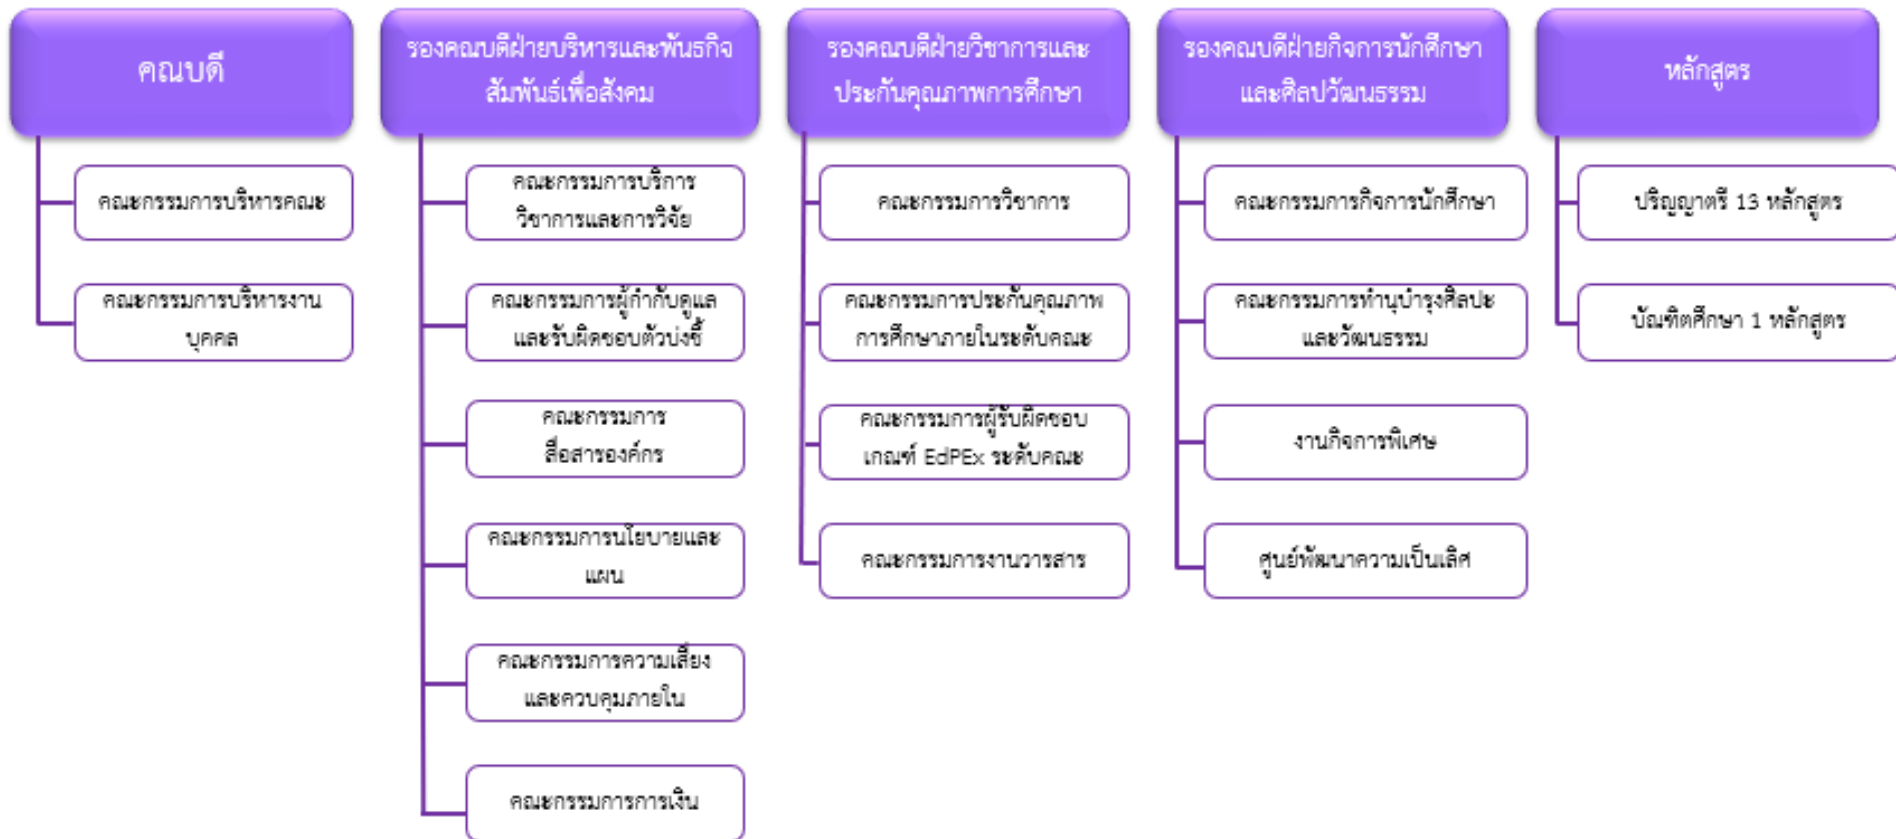 คณบดี
คณะกรรมการบริหารคณะ
คณะกรรมการบริหารงาน
บุคคล
รองคณบดีฝ่ายบริหารและพันธกิจ
สัมพันธ์เพื่อสังคม
คณะกรรมการบริการ
วิชาการและการวิจัย
คณะกรรมการผู้กำกับดูแล
และรับผิดชอบตัวบ่งชี้
คณะกรรมการ
สื่อสารองค์กร
คณะกรรมการนโยบายและ
แผน
คณะกรรมการความเสี่ยง
และควบคุมภายใน
คณะกรรมการการเงิน
รองคณบดีฝ่ายวิชาการและ
ประกันคุณภาพการศึกษา
คณะกรรมการวิชาการ
คณะกรรมการประกันคุณภาพ
การศึกษาภายในระดับคณะ
คณะกรรมการผู้รับผิดชอบ
เกณฑ์ EdPEx ระดับคณะ
คณะกรรมการงานวารสาร
รองคณบดีฝ่ายกิจการนักศึกษา
และศิลปวัฒนธรรม
คณะกรรมการกิจการนักศึกษา
คณะกรรมการทำนุบำรุงศิลปะ
และวัฒนธรรม
งานกิจการพิเศษ
ศูนย์พัฒนาความเป็นเลิศ
หลักสูตร
ปริญญาตรี 13 หลักสูตร
บัณฑิตศึกษา 1 หลักสูตร